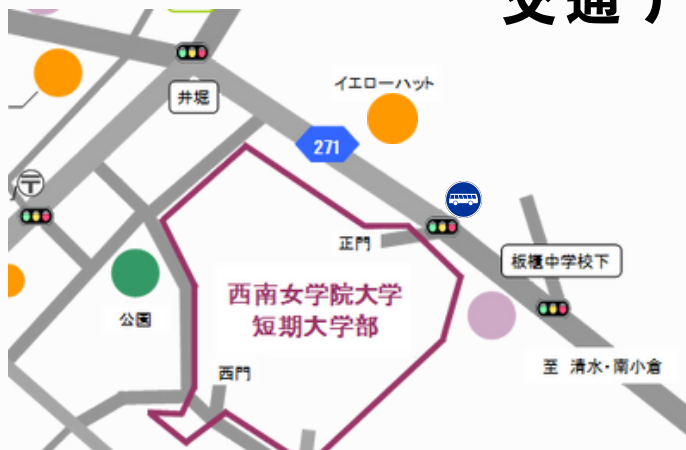 交通ア
イエローハット
井堀
271
〒
正門
板櫃中学校下
西南女学院大学
短期大学部
公園
至 清水・南小倉
西門